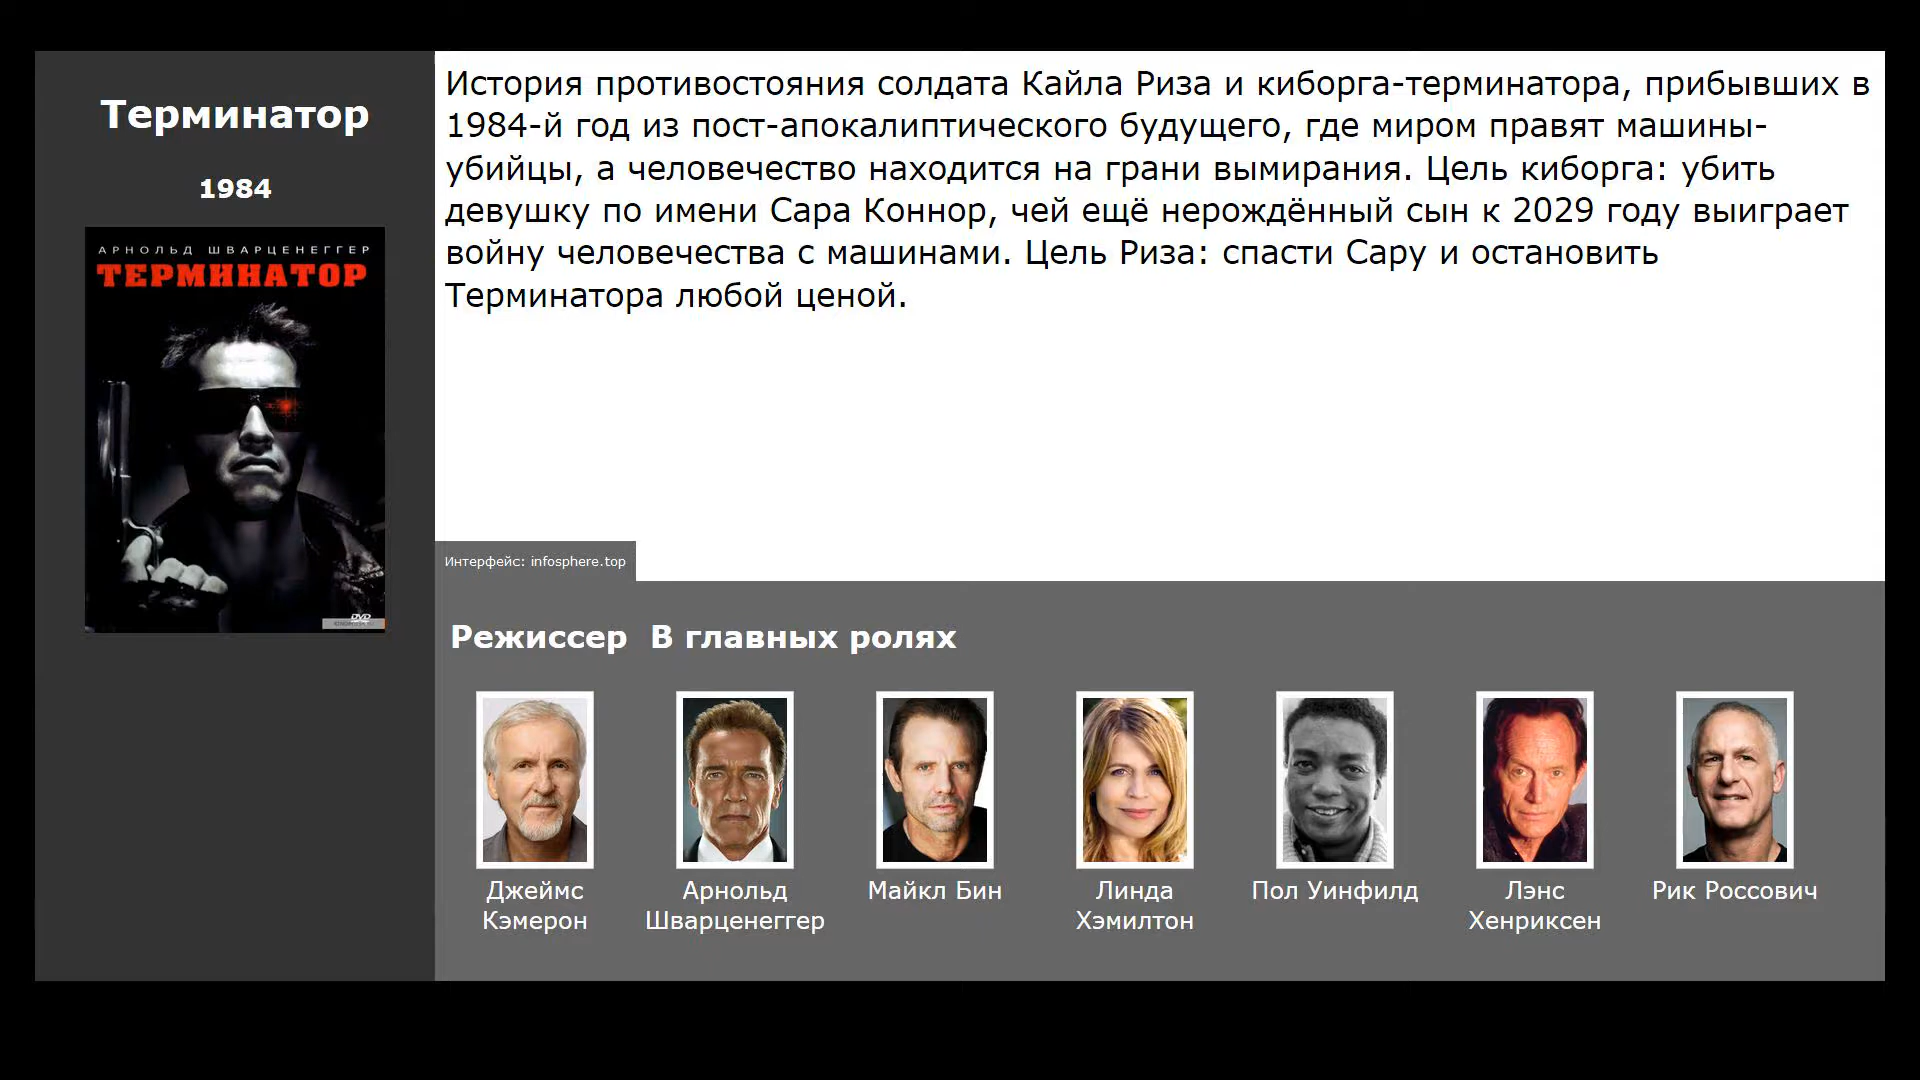 Терминатор
1984
АРНОЛЬД ШВАРЦЕНЕГГЕР
ТЕРМИНАТОР
DVD
История противостояния солдата Кайла Риза и киборга-терминатора, прибывших в
1984-й год из пост-апокалиптического будущего, где миром правят машины-
убийцы, а человечество находится на грани вымирания. Цель киборга: убить
девушку по имени Сара Коннор, чей ещё нерождённый сын к 2029 году выиграет
войну человечества с машинами. Цель Риза: спасти Сару и остановить
Терминатора любой ценой.
Интерфейс: infosphere.top
Режиссер В главных ролях
Джеймс
Кэмерон
Арнольд
Шварценеггер
Майкл Бин
Линда
Хэмилтон
Пол Уинфилд
Лэнс
Хенриксен
Рик Россович